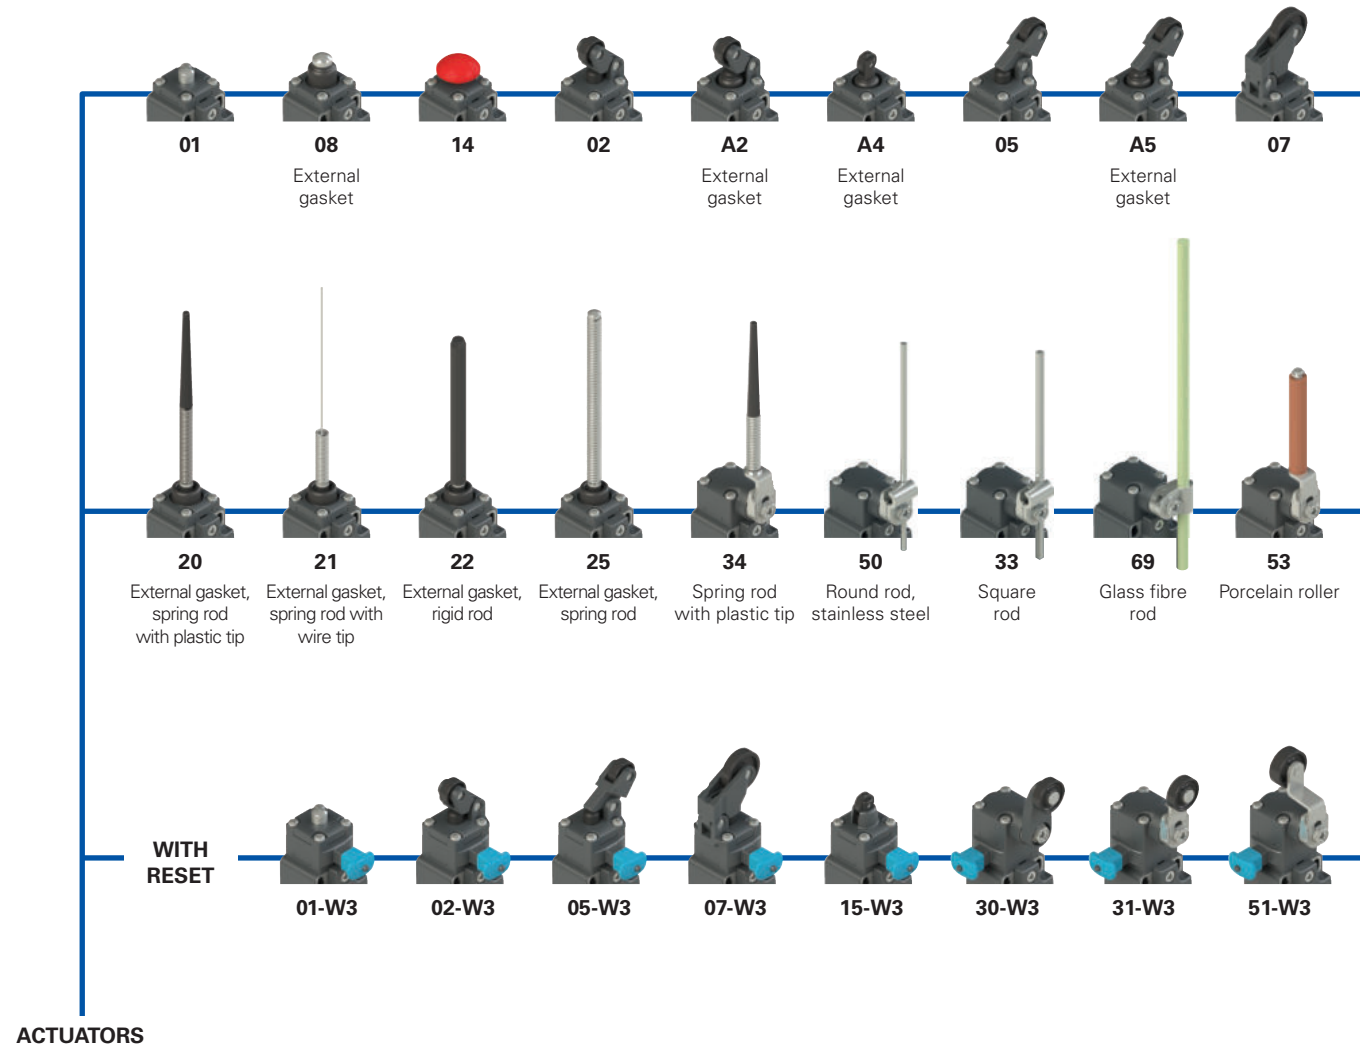 01
08
14
02
A2
A4
05
A5
07
External
gasket
External
gasket
External
gasket
External
gasket
20
21
22
25
34
50
33
69
53
External gasket,
spring rod
with plastic tip
External gasket,
spring rod with
wire tip
External gasket,
rigid rod
External gasket,
spring rod
Spring rod
with plastic tip
Round rod,
stainless steel
Square
rod
Glass fibre
rod
Porcelain roller
WITH
RESET
01-W3
02-W3
05-W3
07-W3
15-W3
30-W3
31-W3
51-W3
ACTUATORS